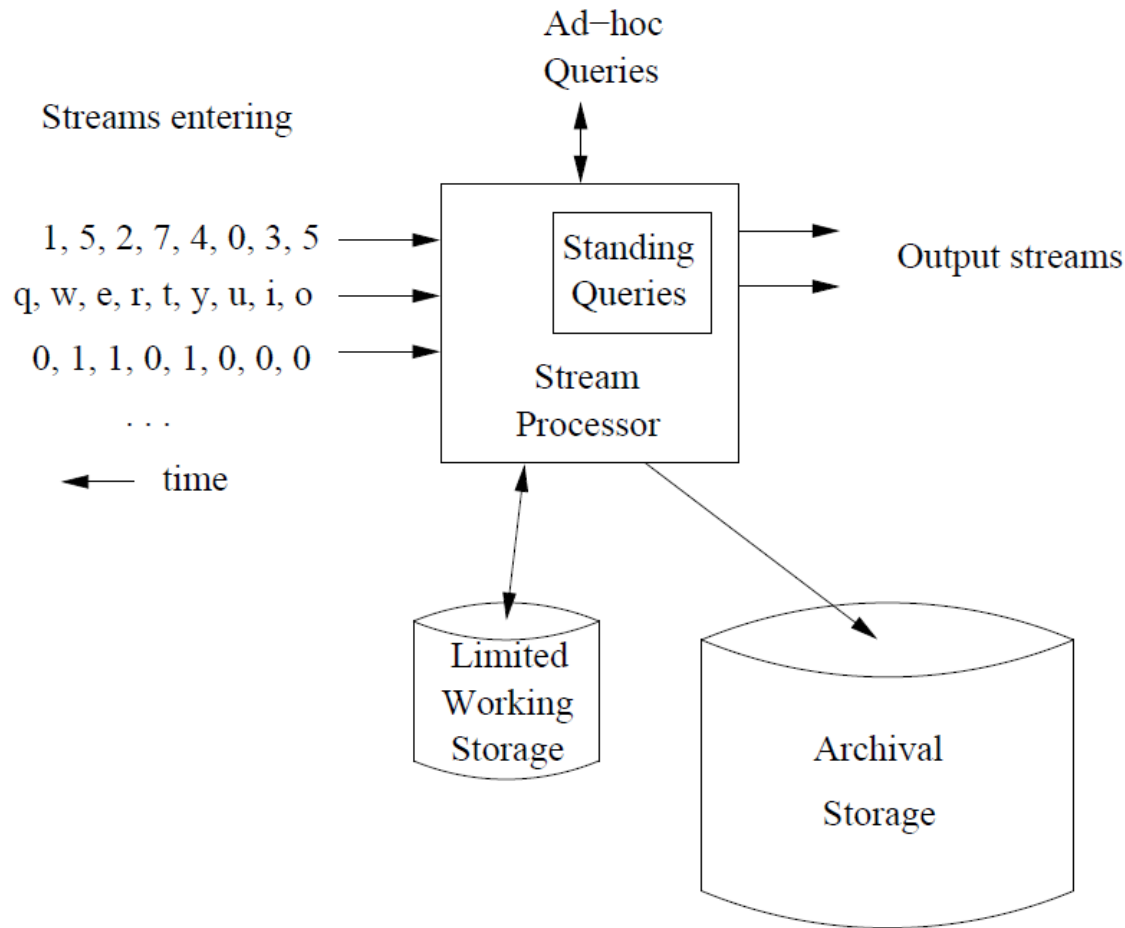 Ad−hoc
Queries
Streams entering
1, 5, 2, 7, 4, 0, 3, 5
q, w, e, r, t, y, u, i, o
0, 1, 1, 0, 1, 0, 0, 0
. . .
time
Standing
Queries
Stream
Processor
Output streams
Limited
Working
Storage
Archival
Storage